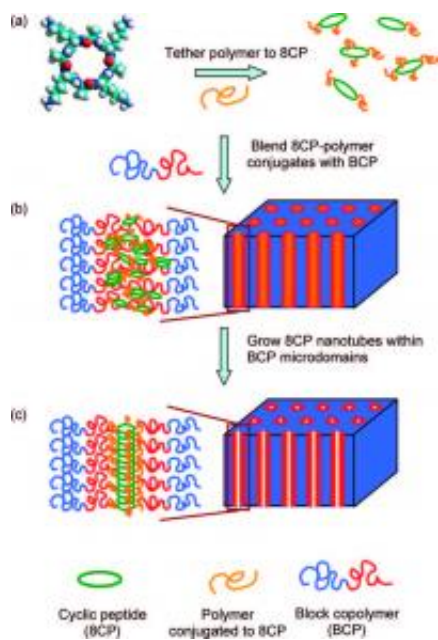 (a)
Tether polymer to 8CP
Blend 8CP-polymer
conjugates with BCP
(b)
Grow 8CP nanotubes within
BCP microdomains
(c)
Cyclic peptide
(8CP)
Polymer
conjugated to 8CP
Block copolymer
(BCP)